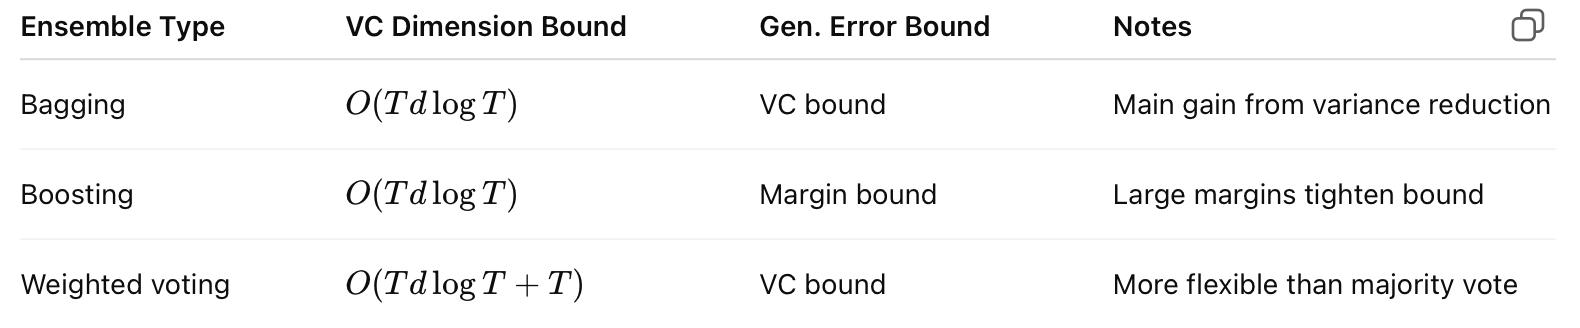 Ensemble Type VC Dimension Bound Gen. Error Bound Notes
Bagging O(Td log T) VC bound Main gain from variance reduction
Boosting O(Td log T) Margin bound Large margins tighten bound
Weighted voting O(Td log T + T) VC bound More flexible than majority vote